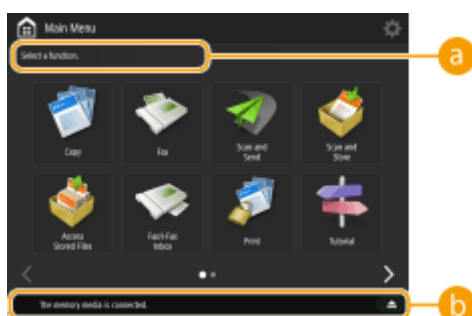 Main Menu
Select a function.
a
Copy
Fax
Scan and
Send
Scan and
Store
Access
Stored Files
Fax/I-Fax
Inbox
Print
Tutorial
The memory media is connected.
b